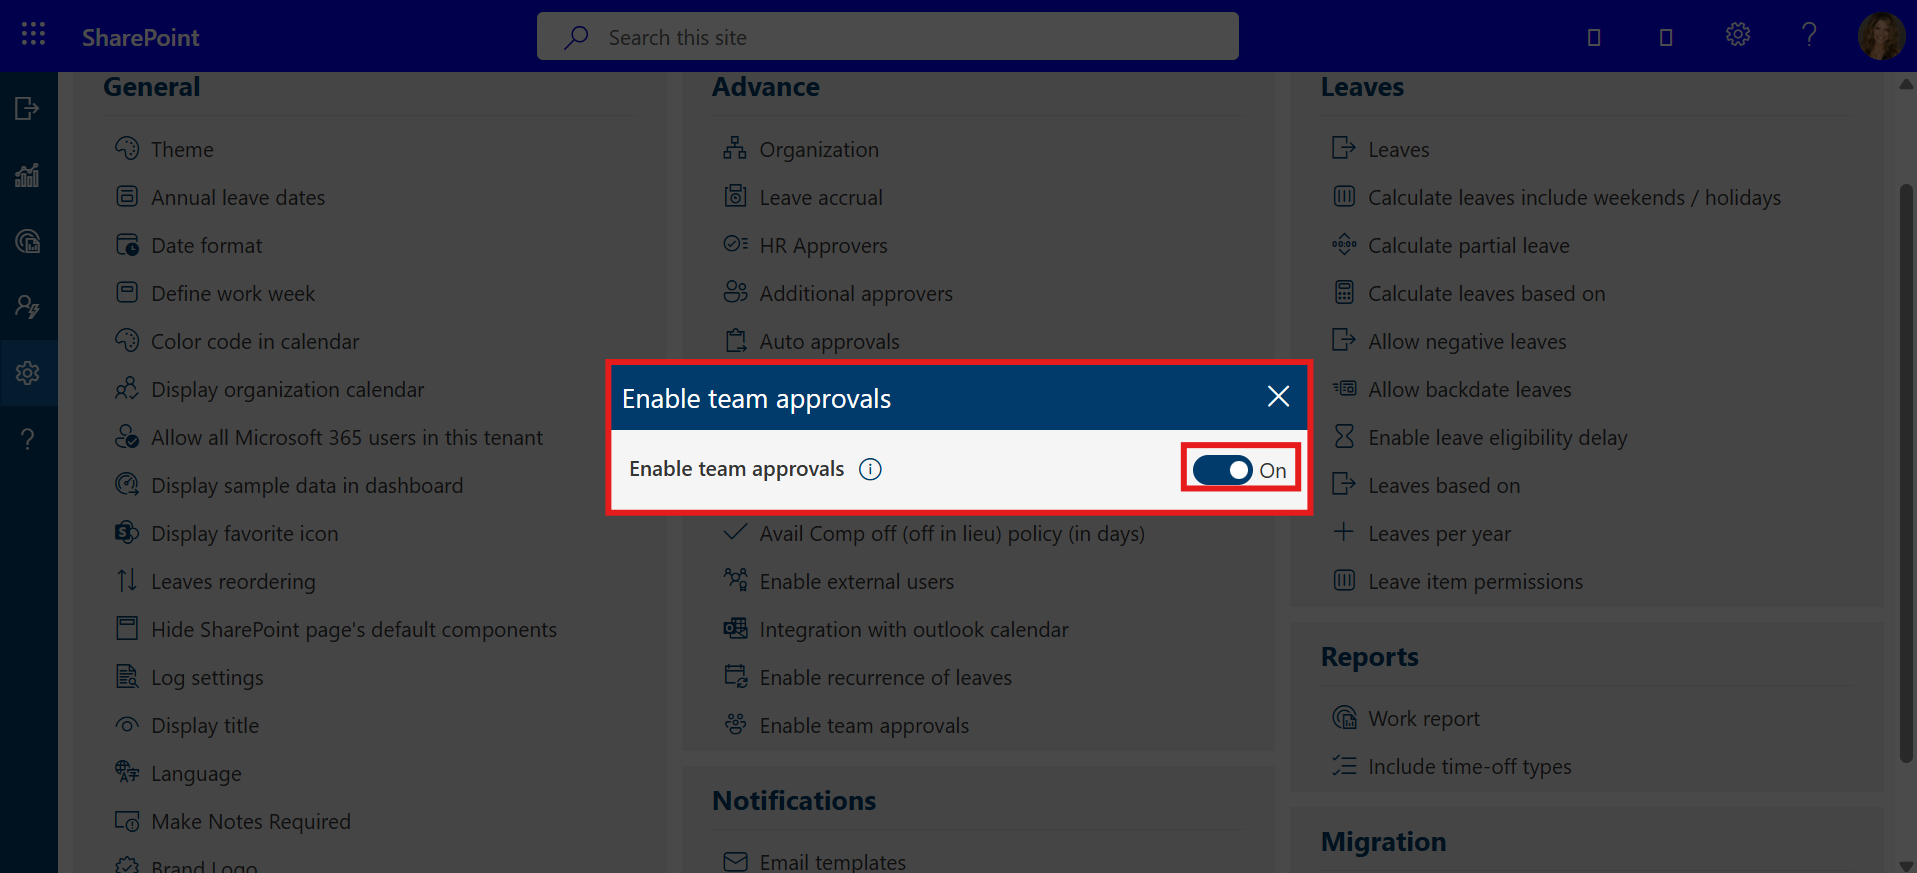 SharePoint
Search this site
General
Theme
Annual leave dates
Date format
Define work week
Color code in calendar
Display organization calendar
Allow all Microsoft 365 users in this tenant
Display sample data in dashboard
Display favorite icon
Leaves reordering
Hide SharePoint page's default components
Log settings
Display title
Language
Make Notes Required
Brand Logo
Advance
Organization
Leave accrual
HR Approvers
Additional approvers
Auto approvals
Enable team approvals
Enable team approvals
On
Avail Comp off (off in lieu) policy (in days)
Enable external users
Integration with outlook calendar
Enable recurrence of leaves
Enable team approvals
Notifications
Email templates
Leaves
Leaves
Calculate leaves include weekends / holidays
Calculate partial leave
Calculate leaves based on
Allow negative leaves
Allow backdate leaves
Enable leave eligibility delay
Leaves based on
Leaves per year
Leave item permissions
Reports
Work report
Include time-off types
Migration